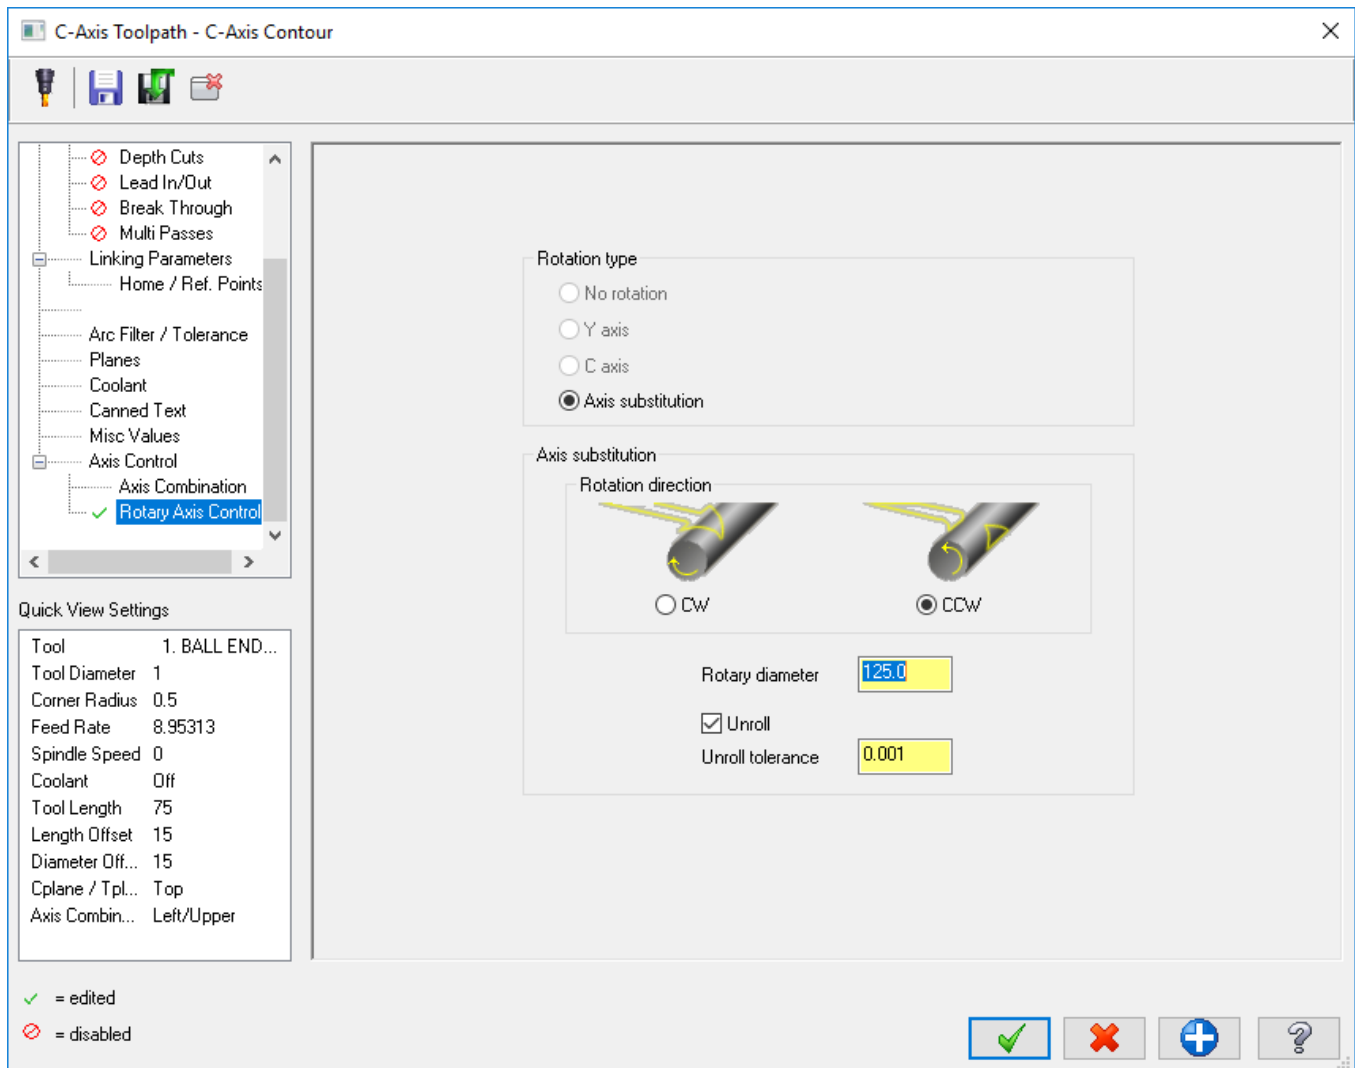 C-Axis Toolpath - C-Axis Contour
Depth Cuts
Lead In/Out
Break Through
Multi Passes
Linking Parameters
Home / Ref. Points
Arc Filter / Tolerance
Planes
Coolant
Canned Text
Misc Values
Axis Control
Axis Combination
Rotary Axis Control
Quick View Settings
Tool 1. BALL END...
Tool Diameter 1
Corner Radius 0.5
Feed Rate 8.95313
Spindle Speed 0
Coolant Off
Tool Length 75
Length Offset 15
Diameter Off... 15
Cplane / Tpl... Top
Axis Combin... Left/Upper
= edited
= disabled
Rotation type
No rotation
Y axis
C axis
Axis substitution
Axis substitution
Rotation direction
CW
CCW
Rotary diameter 125.0
Unroll
Unroll tolerance 0.001